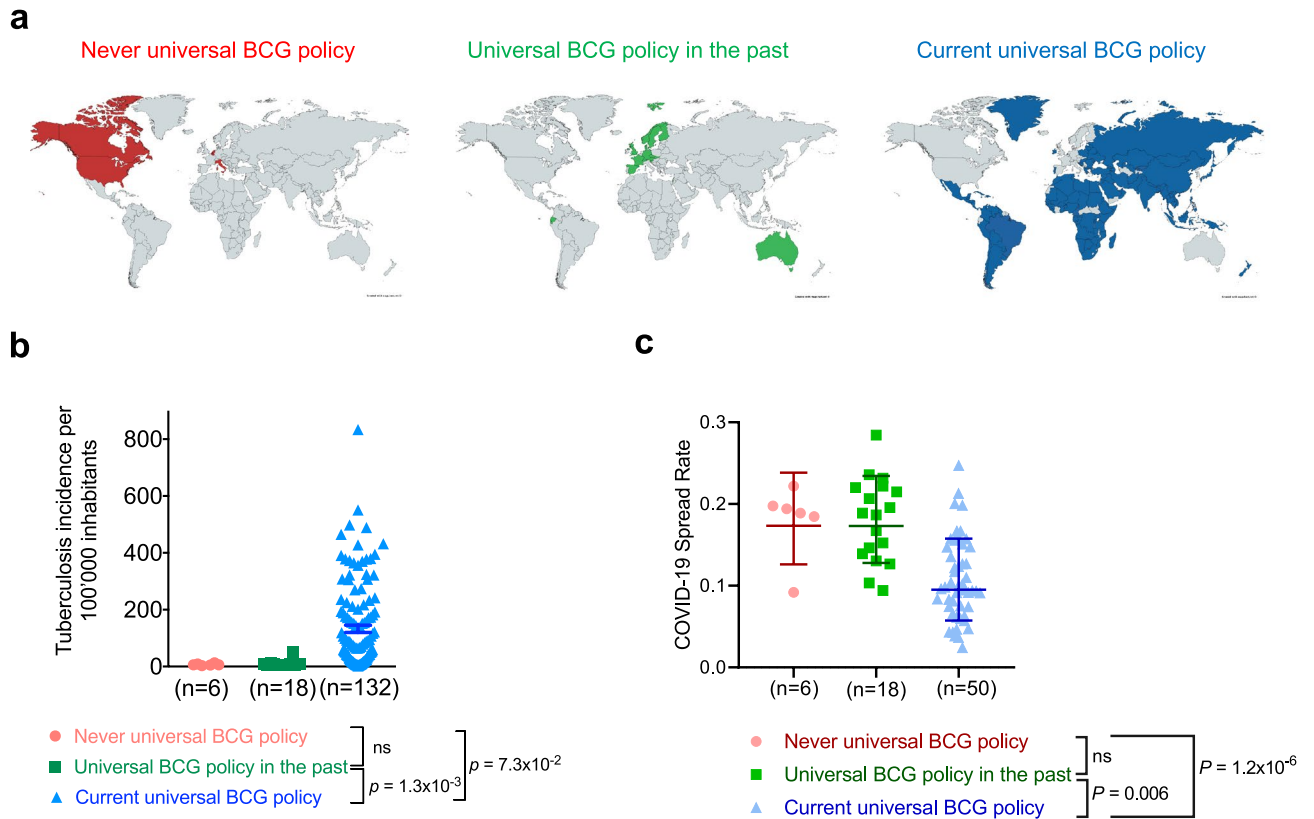 a
Never universal BCG policy
Universal BCG policy in the past
Current universal BCG policy
b
Tuberculosis incidence per
100'000 inhabitants
800
600
400
200
0
(n=6)
(n=18)
(n=132)
Never universal BCG policy
Universal BCG policy in the past
Current universal BCG policy
ns
p = 1.3x10-3
p = 7.3x10-2
c
COVID-19 Spread Rate
0.3
0.2
0.1
0.0
(n=6)
(n=18)
(n=50)
Never universal BCG policy
Universal BCG policy in the past
Current universal BCG policy
ns
P = 0.006
P = 1.2x10-6